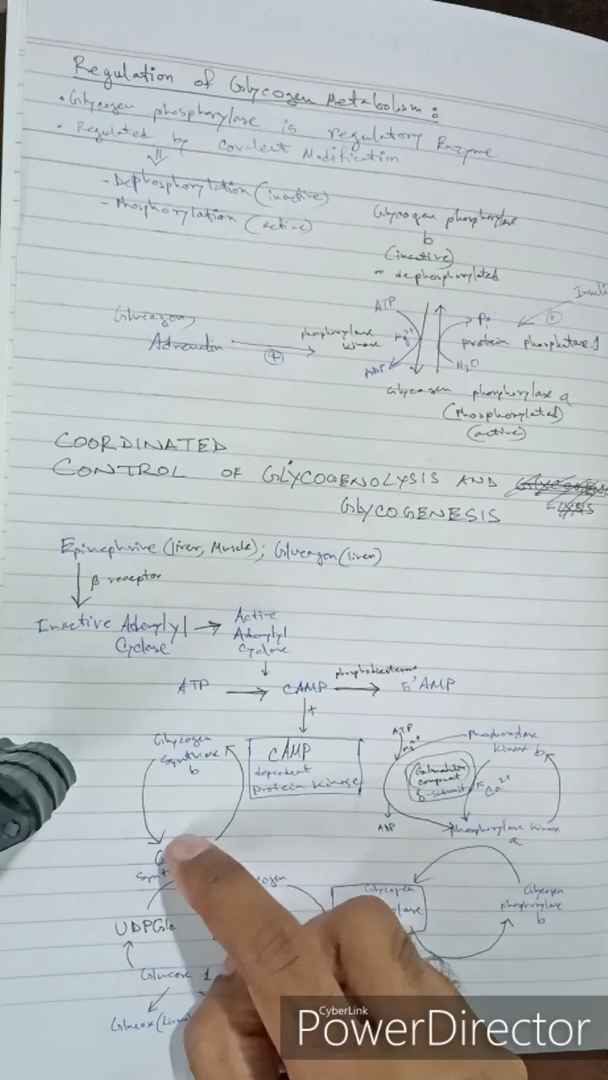 Regulation of Glycogen Metabolism:
• Glycogen phosphorylase is regulatory Enzyme
• Regulated by Covalent Modification
- Dephosphorylation (inactive)
- Phosphorylation (active)
Glycogen phosphorylase
b
(inactive)
or dephosphorylated
ATP
Insuli
Glucagon,
Adrenalin
+
phosphorylase
kinase
Mg²⁺
Pi
+
protein phosphatase 1
ADP
H₂O
Glycogen phosphorylase a
(Phosphorylated)
(active)
COORDINATED
CONTROL OF GLYCOGENOLYSIS AND
GLYCOGENESIS
Epinephrine (liver, Muscle); Glucagon (liver)
β receptor
Inactive Adenylyl
Cyclase
Active
Adenylyl
Cyclase
ATP
cAMP
phosphodiesterase
5'AMP
+
Glycogen
Synthase
b
cAMP
dependent
protein kinase
ATP
Mg²⁺
Phosphorylase
kinase b
Calmodulin
component
δ-subunit
Ca²⁺
ADP
phosphorylase kinase
a
Glycogen
phosphorylase
b
UDPGlc
Glucose 1
CyberLink
PowerDirector